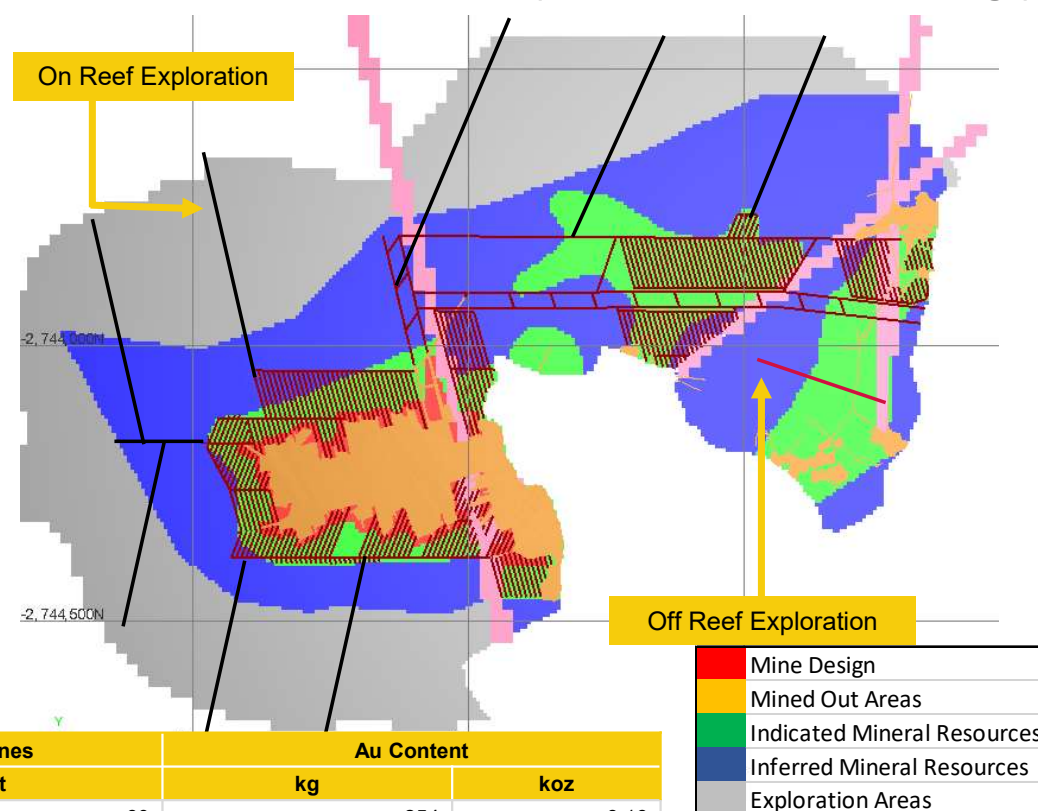 On Reef Exploration
-2,744,000N
-2,744,500N
Off Reef Exploration
Mine Design
Mined Out Areas
Indicated Mineral Resources
Inferred Mineral Resources
Exploration Areas
Y
Au Content
kg
koz